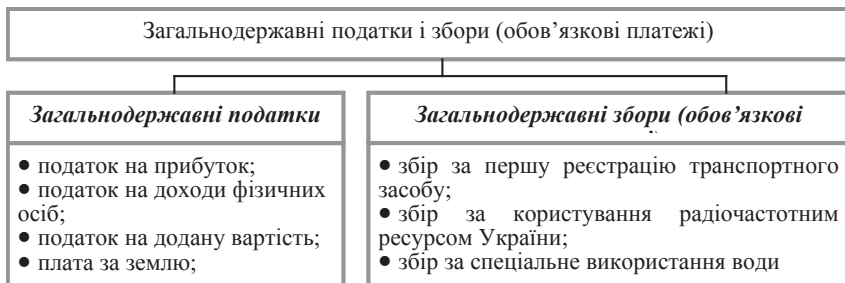 Загальнодержавні податки і збори (обов’язкові платежі)
Загальнодержавні податки
● податок на прибуток;
● податок на доходи фізичних
осіб;
● податок на додану вартість;
● плата за землю;
Загальнодержавні збори (обов’язкові
● збір за першу реєстрацію транспортного
засобу;
● збір за користування радіочастотним
ресурсом України;
● збір за спеціальне використання води